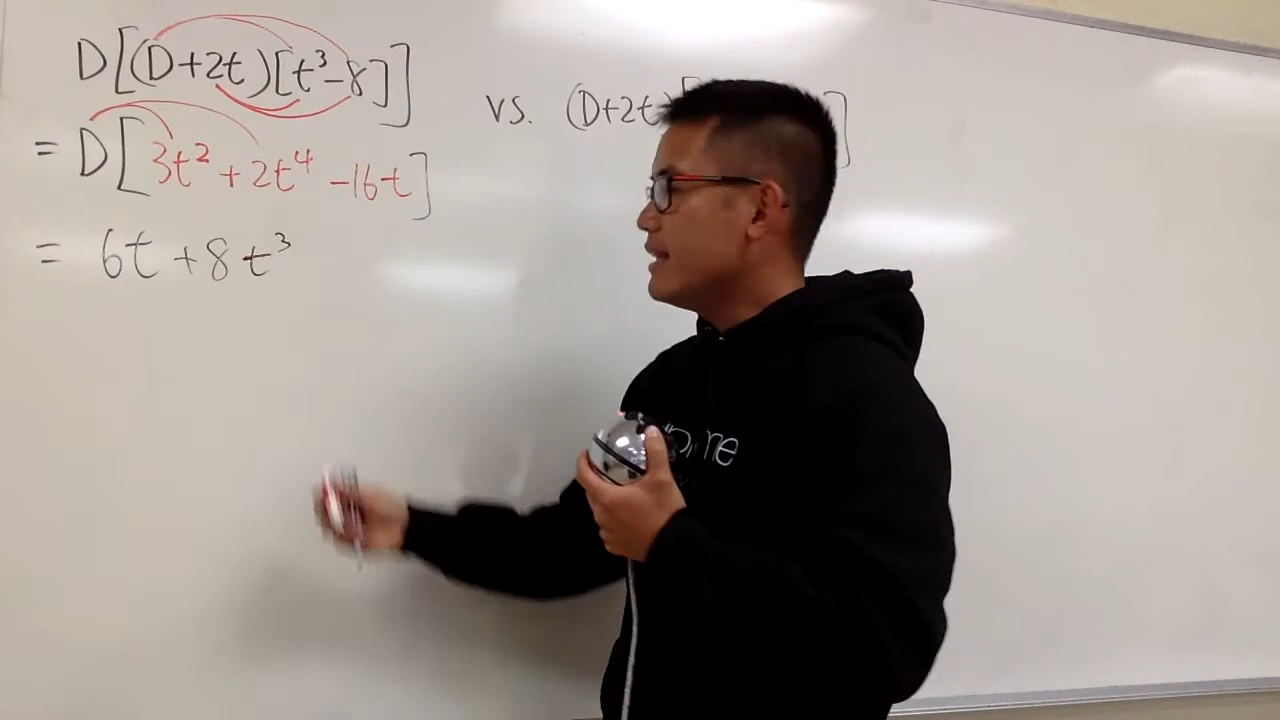 D[(D+2t)[t³-8]]
= D[3t²+2t⁴-16t]
= 6t+8t³
vs. (D+2t)[ ]